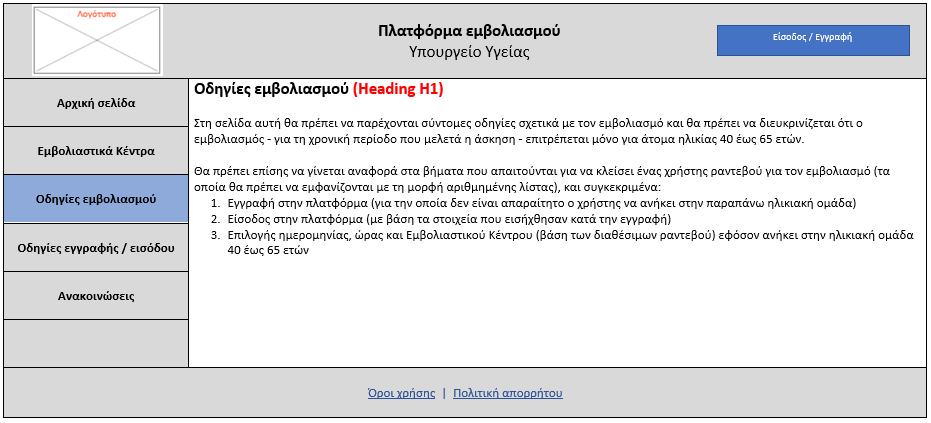 Λογότυπο
Πλατφόρμα εμβολιασμού
Υπουργείο Υγείας
Είσοδος / Εγγραφή
Αρχική σελίδα
Εμβολιαστικά Κέντρα
Οδηγίες εμβολιασμού
Οδηγίες εγγραφής / εισόδου
Ανακοινώσεις
Οδηγίες εμβολιασμού (Heading H1)
Στη σελίδα αυτή θα πρέπει να παρέχονται σύντομες οδηγίες σχετικά με τον εμβολιασμό και θα πρέπει να διευκρινίζεται ότι ο
εμβολιασμός - για τη χρονική περίοδο που μελετά η άσκηση - επιτρέπεται μόνο για άτομα ηλικίας 40 έως 65 ετών.
Θα πρέπει επίσης να γίνεται αναφορά στα βήματα που απαιτούνται για να κλείσει ένας χρήστης ραντεβού για τον εμβολιασμό (τα
οποία θα πρέπει να εμφανίζονται με τη μορφή αριθμημένης λίστας), και συγκεκριμένα:
1. Εγγραφή στην πλατφόρμα (για την οποία δεν είναι απαραίτητο ο χρήστης να ανήκει στην παραπάνω ηλικιακή ομάδα)
2. Είσοδος στην πλατφόρμα (με βάση τα στοιχεία που εισήχθησαν κατά την εγγραφή)
3. Επιλογής ημερομηνίας, ώρας και Εμβολιαστικού Κέντρου (βάση των διαθέσιμων ραντεβού) εφόσον ανήκει στην ηλικιακή ομάδα
40 έως 65 ετών
Όροι χρήσης | Πολιτική απορρήτου